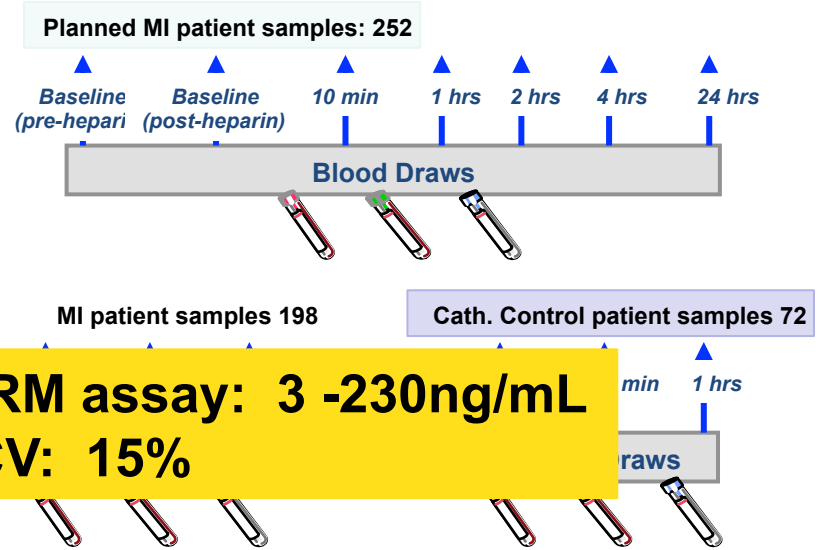 Planned MI patient samples: 252
Baseline (pre-hepari
Baseline (post-heparin)
10 min
1 hrs
2 hrs
4 hrs
24 hrs
Blood Draws
MI patient samples 198
Cath. Control patient samples 72
min
1 hrs
raws
RM assay: 3 -230ng/mL
CV: 15%